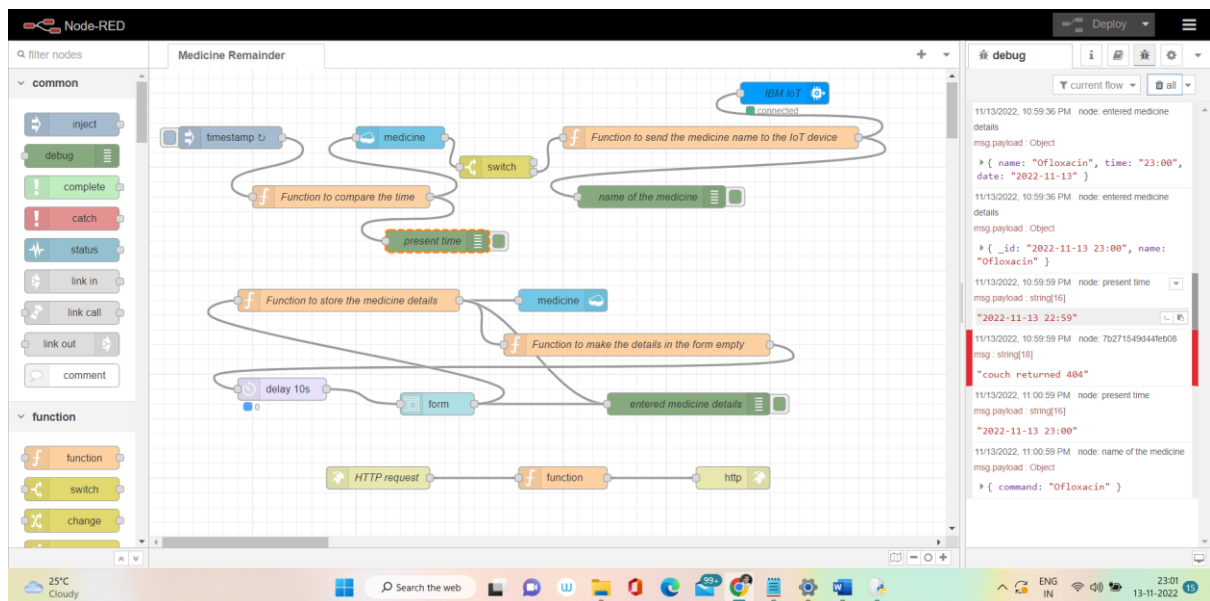 Node-RED
Deploy
filter nodes
Medicine Remainder
debug
i
common
current flow
all
inject
debug
complete
catch
status
link in
link call
link out
comment
function
function
switch
change
timestamp ↻
medicine
IBM IoT
connected
Function to send the medicine name to the IoT device
switch
Function to compare the time
name of the medicine
present time
Function to store the medicine details
medicine
Function to make the details in the form empty
delay 10s
0
form
entered medicine details
HTTP request
function
http
11/13/2022, 10:59:36 PM node: entered medicine
details
msg.payload : Object
{ name: "Ofloxacin", time: "23:00",
date: "2022-11-13" }
11/13/2022, 10:59:36 PM node: entered medicine
details
msg.payload : Object
{ _id: "2022-11-13 23:00", name:
"Ofloxacin" }
11/13/2022, 10:59:59 PM node: present time
msg.payload : string[16]
"2022-11-13 22:59"
11/13/2022, 10:59:59 PM node: 7b271549d44feb08
msg : string[18]
"couch returned 404"
11/13/2022, 11:00:59 PM node: present time
msg.payload : string[16]
"2022-11-13 23:00"
11/13/2022, 11:00:59 PM node: name of the medicine
msg.payload : Object
{ command: "Ofloxacin" }
25°C
Cloudy
Search the web
99+
ENG
IN
23:01
13-11-2022
15